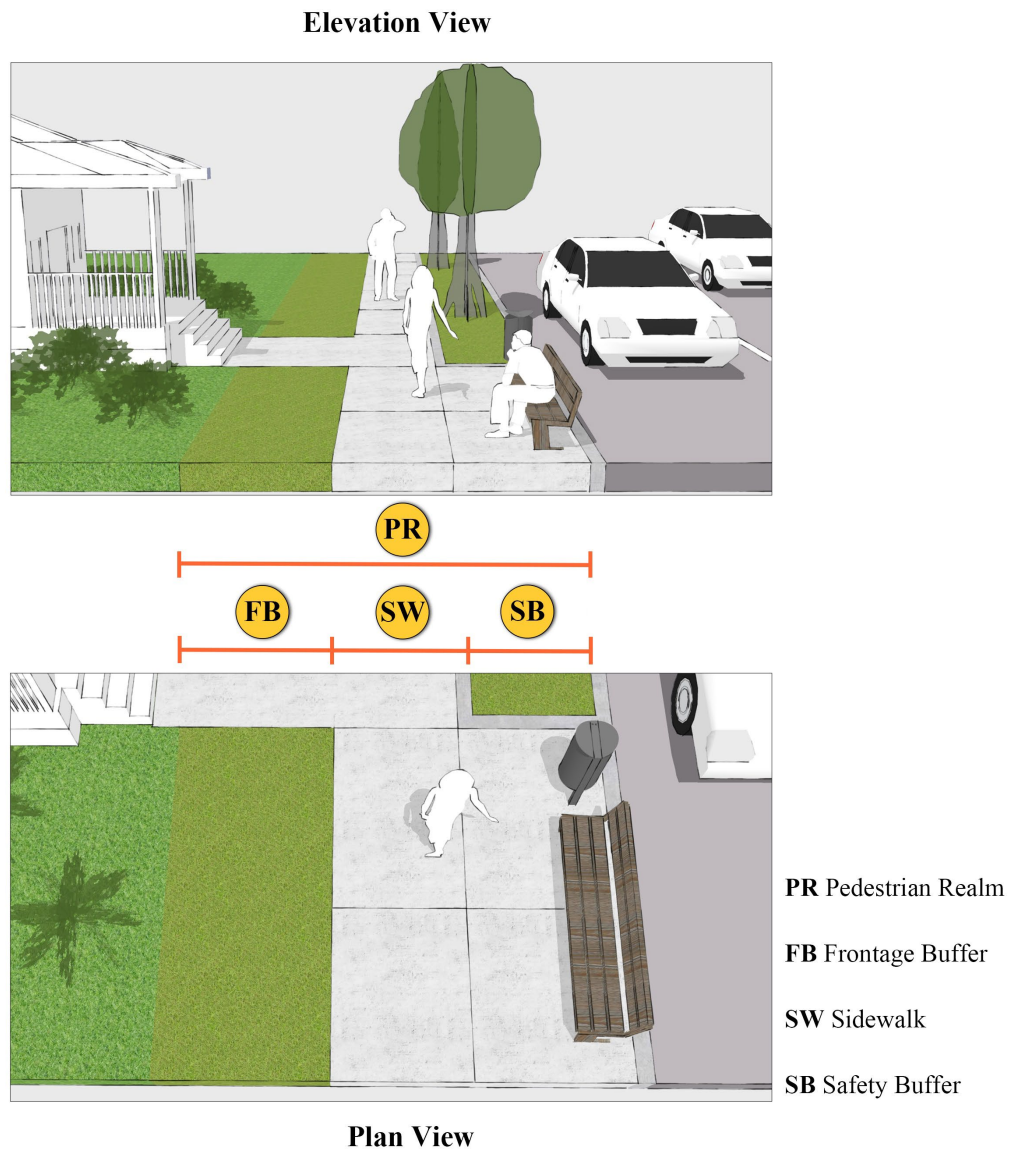 Elevation View
PR
FB SW SB
PR Pedestrian Realm
FB Frontage Buffer
SW Sidewalk
SB Safety Buffer
Plan View